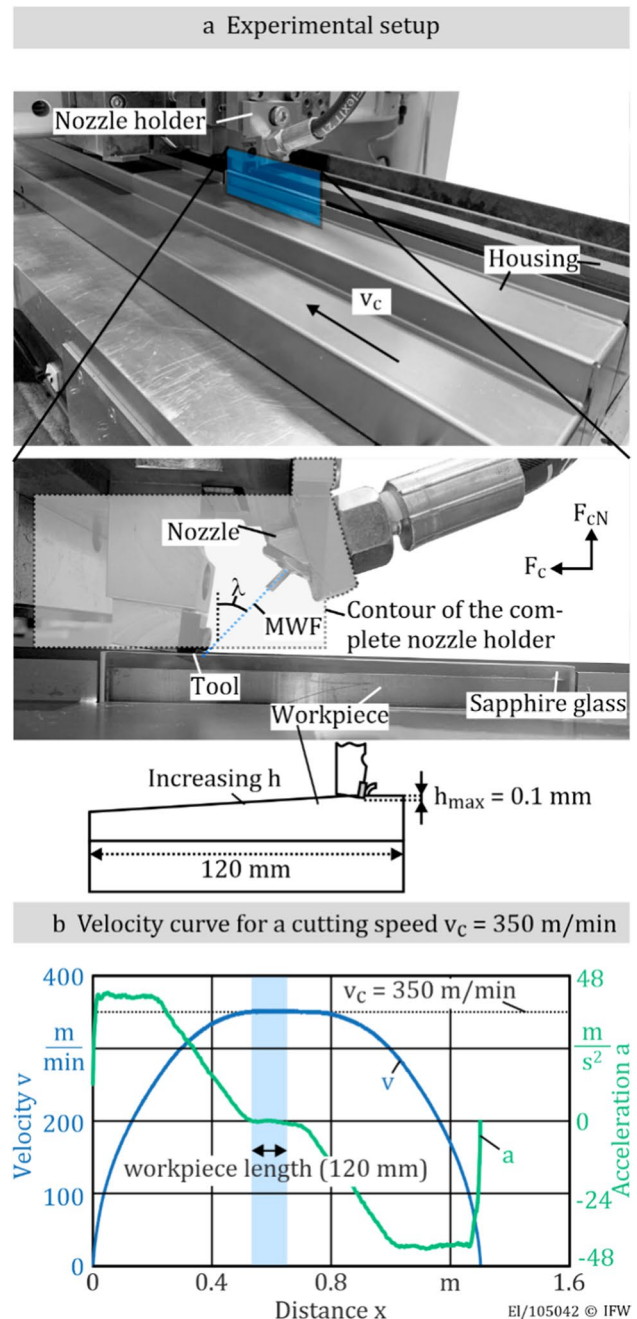 a Experimental setup
Nozzle holder
Housing
vc
Nozzle
FcN
Fc
λ
MWF
Contour of the com-
plete nozzle holder
Tool
Sapphire glass
Workpiece
Increasing h
hmax = 0.1 mm
120 mm
b Velocity curve for a cutting speed vC = 350 m/min
400
48
vC = 350 m/min
m
min
m
s²
v
200
0
a
workpiece length (120 mm)
100
-24
0
-48
Velocity v
Acceleration a
0
0.4
0.8
m
1.6
Distance x
El/105042 © IFW